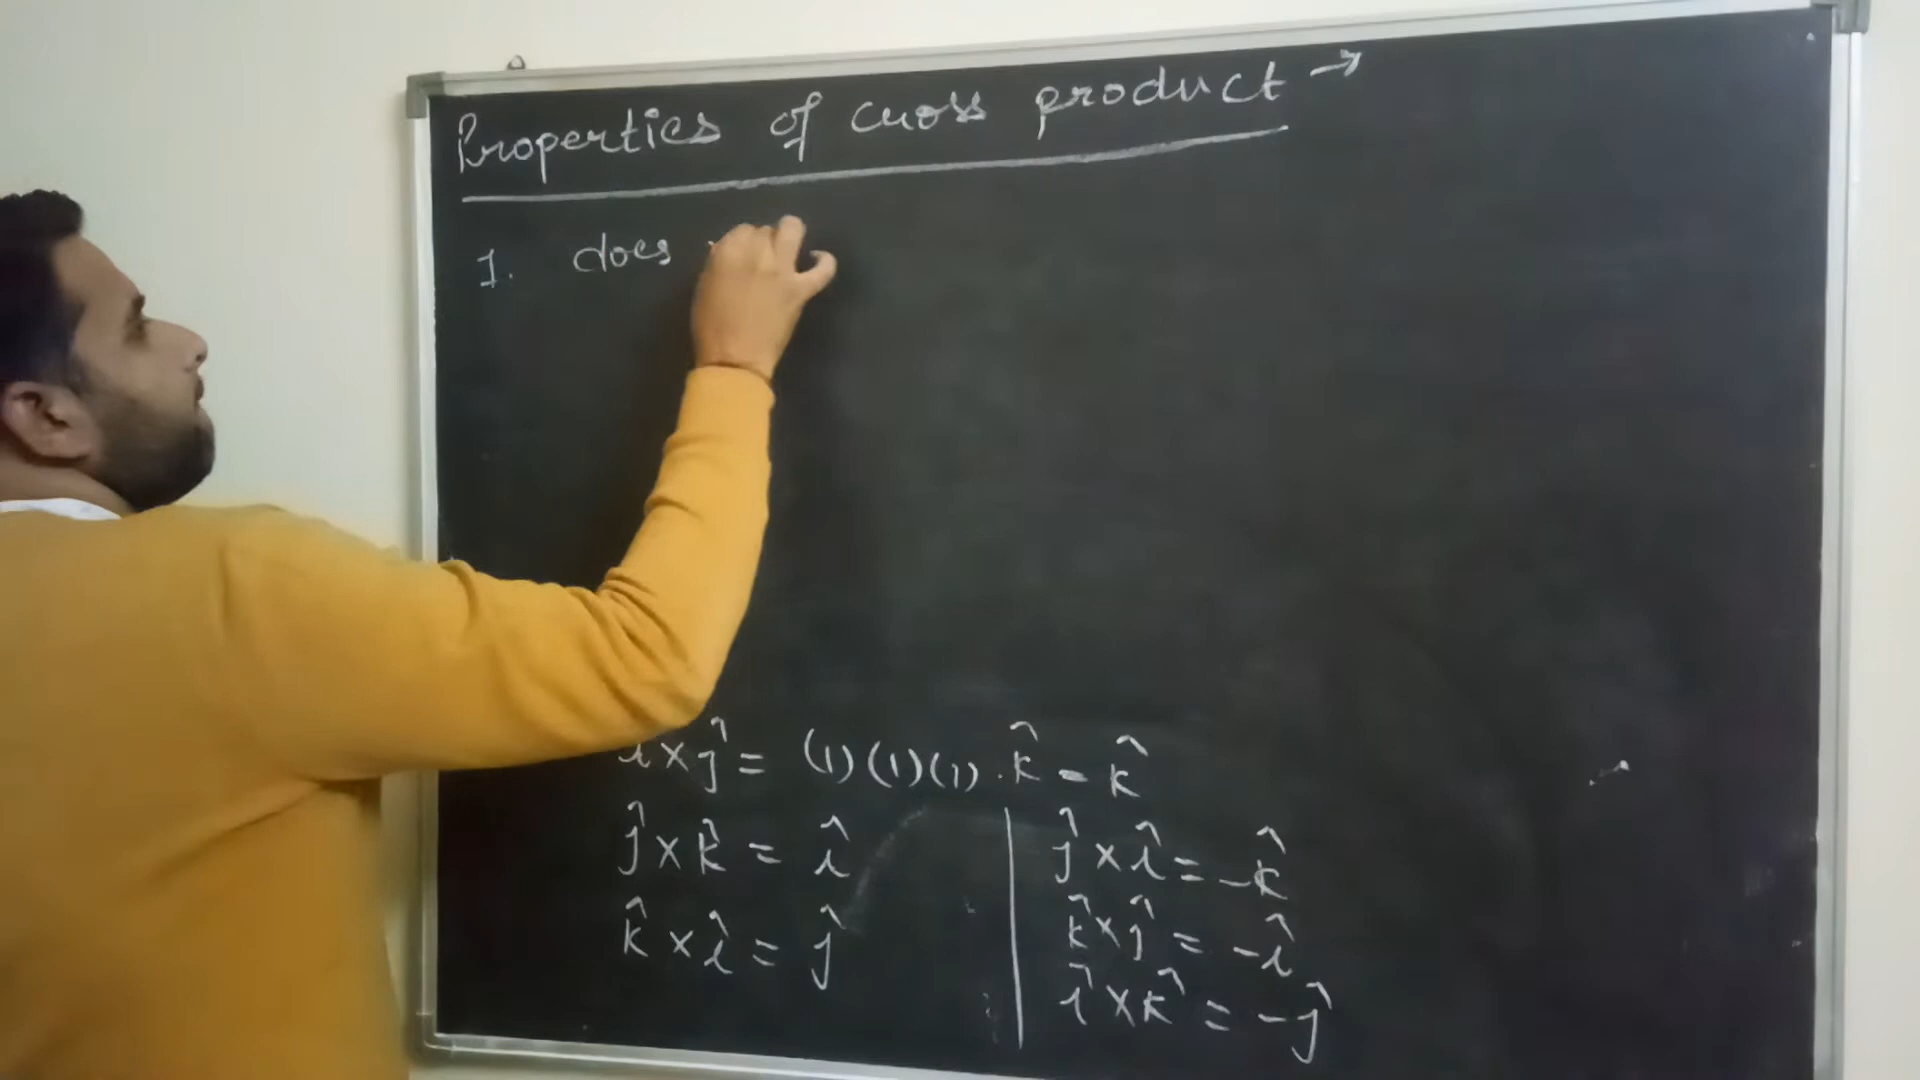 Properties of cross product →
1. does
î×ĵ = (1)(1)(1).k̂ = k̂
ĵ×k̂ = î
k̂×î = ĵ
ĵ×î = -k̂
k̂×ĵ = -î
î×k̂ = -ĵ